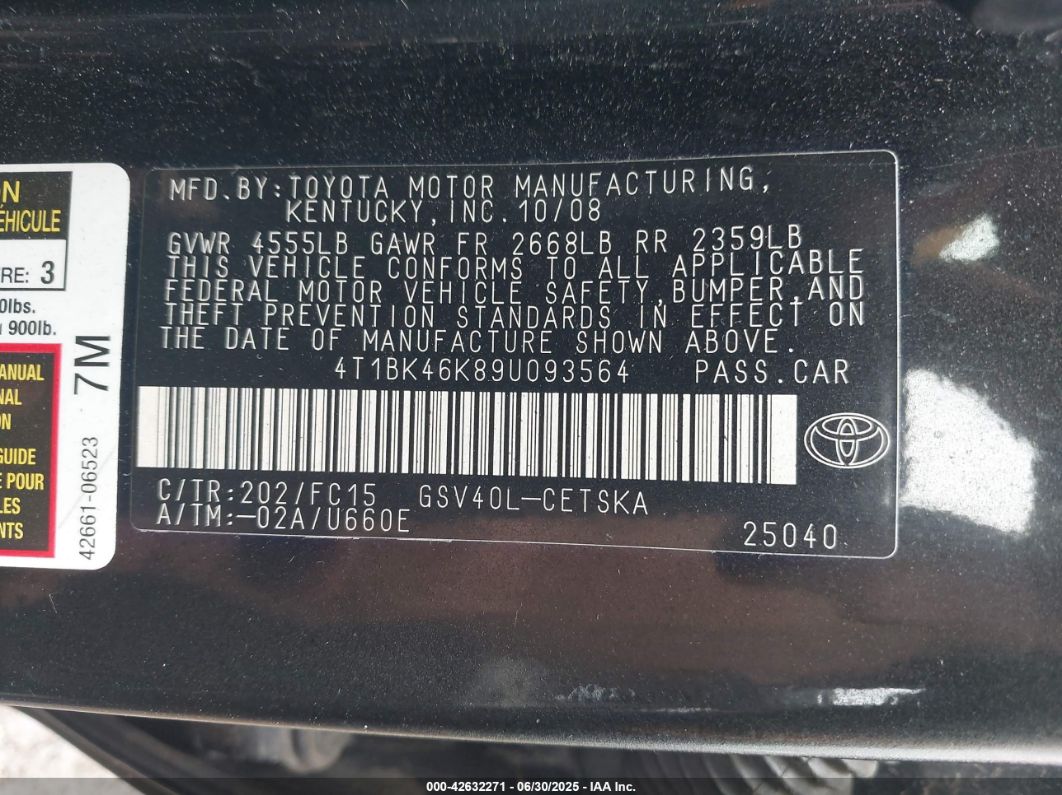 N
ÉHICULE
RE: 3
0lbs.
900lb.
7M
ANUAL
NAL
ON
GUIDE
E POUR
LES
NTS
42661-06523
MFD.BY:TOYOTA MOTOR MANUFACTURING,
KENTUCKY,INC.10/08
GVWR 4555LB GAWR FR 2668LB RR 2359LB
THIS VEHICLE CONFORMS TO ALL APPLICABLE
FEDERAL MOTOR VEHICLE SAFETY,BUMPER,AND
THEFT PREVENTION STANDARDS IN EFFECT ON
THE DATE OF MANUFACTURE SHOWN ABOVE.
4T1BK46K89U093564 PASS.CAR
C/TR:202/FC15 GSV40L-CETSKA
A/TM:-02A/U660E
25040
000-42632271 - 06/30/2025 - IAA Inc.